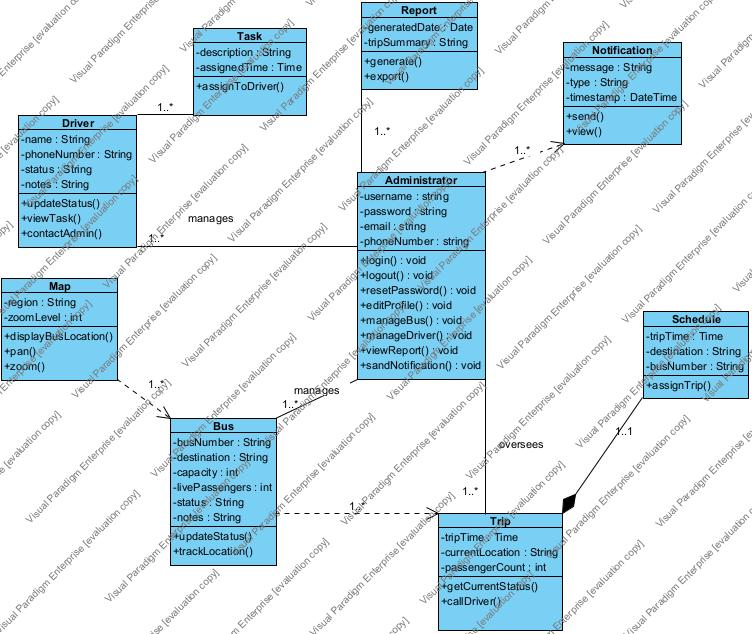 Report
-generatedDate : Date
-tripSummary : String
+generate()
+export()
Task
-description : String
-assignedTime : Time
+assignToDriver()
Notification
-message : String
-type : String
-timestamp : DateTime
+send()
+view()
Driver
-name : String
-phoneNumber : String
-status : String
-notes : String
+updateStatus()
+viewTask()
+contactAdmin()
1..*
1..*
1..*
Administrator
-username : string
-password : string
-email : string
-phoneNumber : string
+login() : void
+logout() : void
+resetPassword() : void
+editProfile() : void
+manageBus() : void
+manageDriver() : void
+viewReport() : void
+sandNotification() : void
manages
1..*
Map
-region : String
-zoomLevel : int
+displayBusLocation()
+pan()
+zoom()
Schedule
-tripTime : Time
-destination : String
-busNumber : String
+assignTrip()
1..*
manages
1..*
Bus
-busNumber : String
-destination : String
-capacity : int
-livePassengers : int
-status : String
-notes : String
+updateStatus()
+trackLocation()
oversees
1..1
1..*
1..*
Trip
-tripTime : Time
-currentLocation : String
-passengerCount : int
+getCurrentStatus()
+callDriver()
Visual Paradigm Enterprise [evaluation copy]